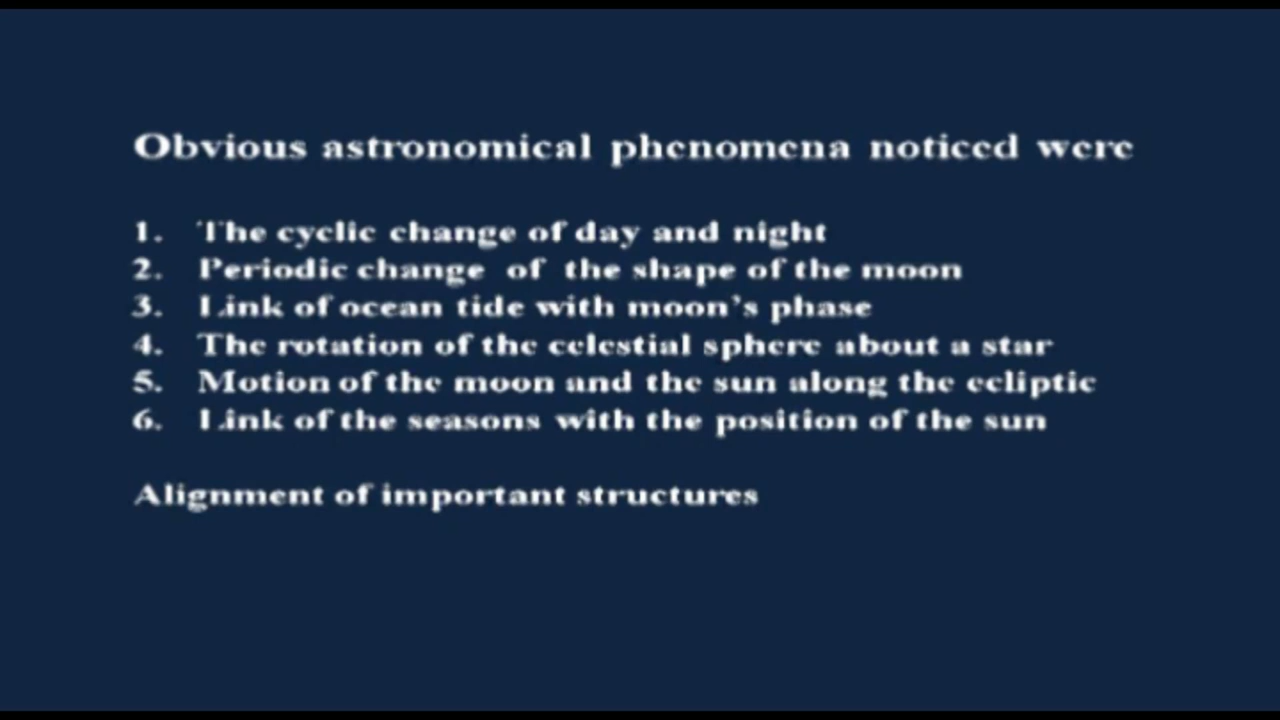 Obvious astronomical phenomena noticed were
1. The cyclic change of day and night
2. Periodic change of the shape of the moon
3. Link of ocean tide with moon's phase
4. The rotation of the celestial sphere about a star
5. Motion of the moon and the sun along the ecliptic
6. Link of the seasons with the position of the sun
Alignment of important structures